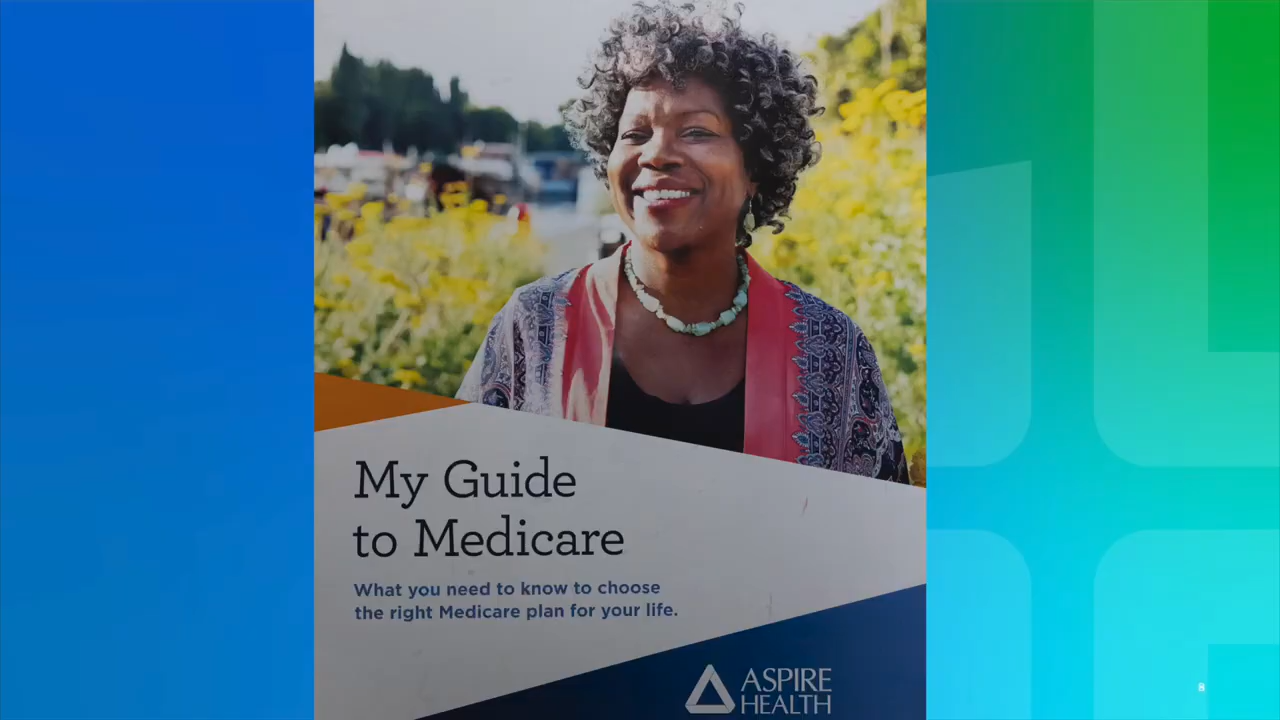 My Guide
to Medicare
What you need to know to choose
the right Medicare plan for your life.
ASPIRE
HEALTH
8